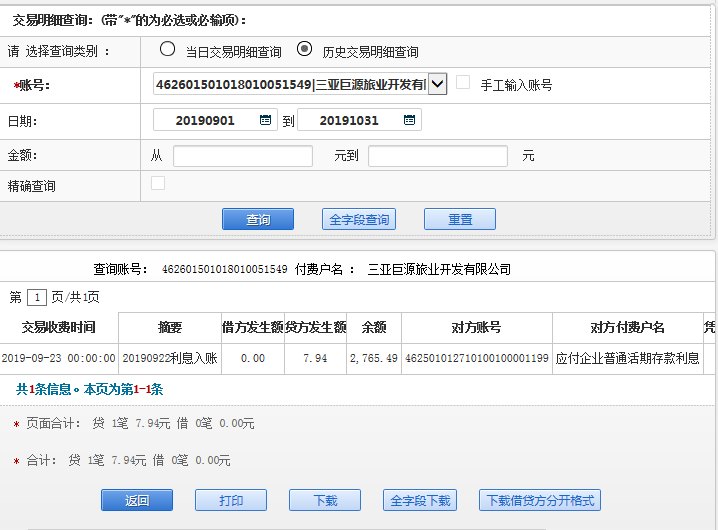 交易明细查询：(带"*"的为必选或必输项)：
请 选择查询类别 ： 当日交易明细查询 历史交易明细查询
*账号： 462601501018010051549|三亚巨源旅业开发有 手工输入账号
日期： 20190901 到 20191031
金额： 从 元到 元
精确查询
查询 全字段查询 重置
查询账号： 462601501018010051549 付费户名 ： 三亚巨源旅业开发有限公司
第 1 页/共1页
交易收费时间 摘要 借方发生额 贷方发生额 余额 对方账号 对方付费户名 凭
2019-09-23 00:00:00 20190922利息入账 0.00 7.94 2,765.49 462501012710100100001199 应付企业普通活期存款利息
共1条信息。本页为第1-1条
* 页面合计： 贷 1笔 7.94元 借 0笔 0.00元
* 合计： 贷 1笔 7.94元 借 0笔 0.00元
返回 打印 下载 全字段下载 下载借贷方分开格式